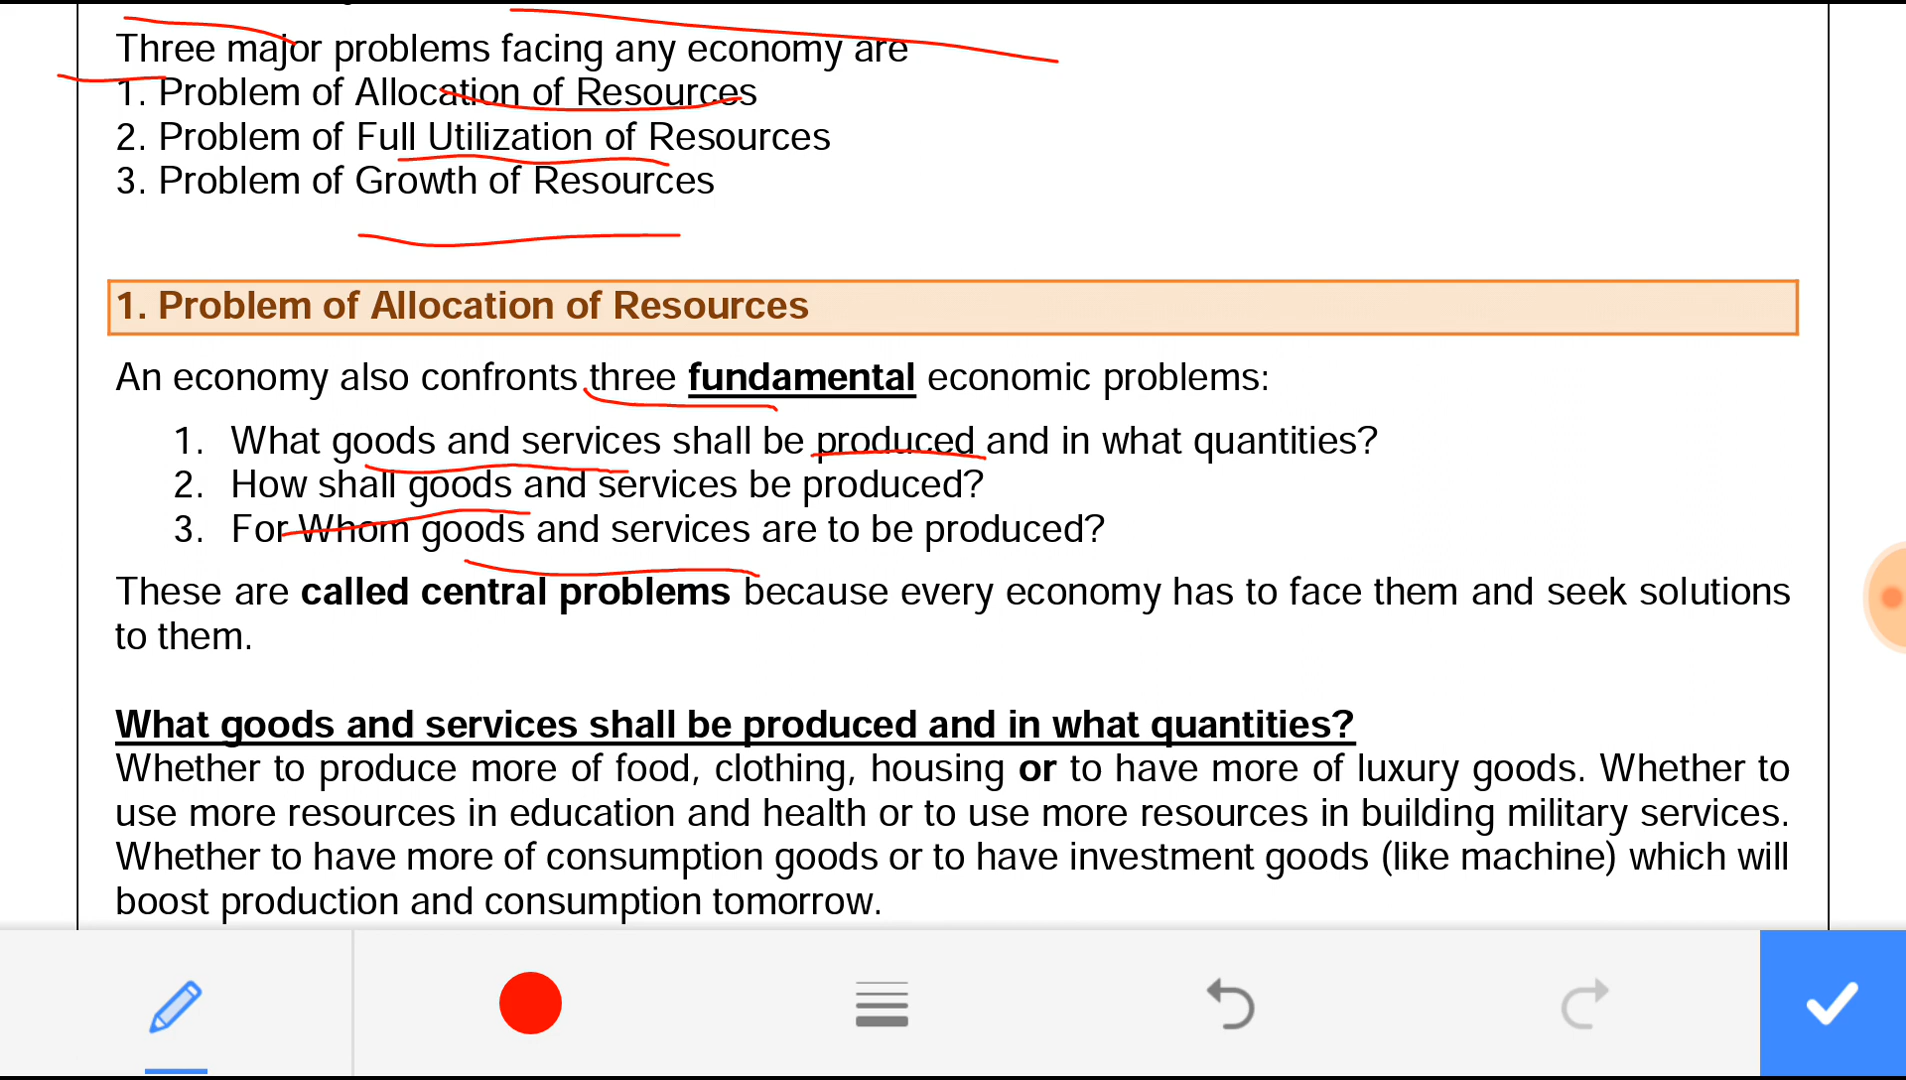 Three major problems facing any economy are
1. Problem of Allocation of Resources
2. Problem of Full Utilization of Resources
3. Problem of Growth of Resources
1. Problem of Allocation of Resources
An economy also confronts three fundamental economic problems:
1. What goods and services shall be produced and in what quantities?
2. How shall goods and services be produced?
3. For Whom goods and services are to be produced?
These are called central problems because every economy has to face them and seek solutions
to them.
What goods and services shall be produced and in what quantities?
Whether to produce more of food, clothing, housing or to have more of luxury goods. Whether to
use more resources in education and health or to use more resources in building military services.
Whether to have more of consumption goods or to have investment goods (like machine) which will
boost production and consumption tomorrow.